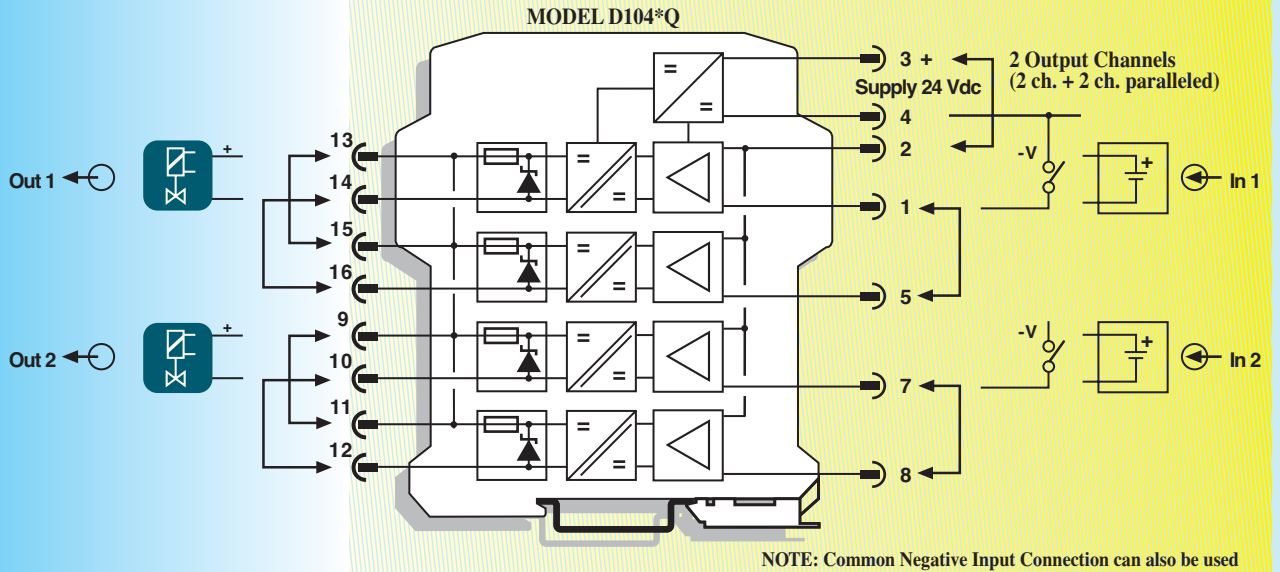 MODEL D104*Q
3 +
2 Output Channels
(2 ch. + 2 ch. paralleled)
Supply 24 Vdc
4
13
2
-V
+
+
Out 1
14
1
In 1
15
16
5
9
+
-V
+
Out 2
10
In 2
7
11
12
8
NOTE: Common Negative Input Connection can also be used